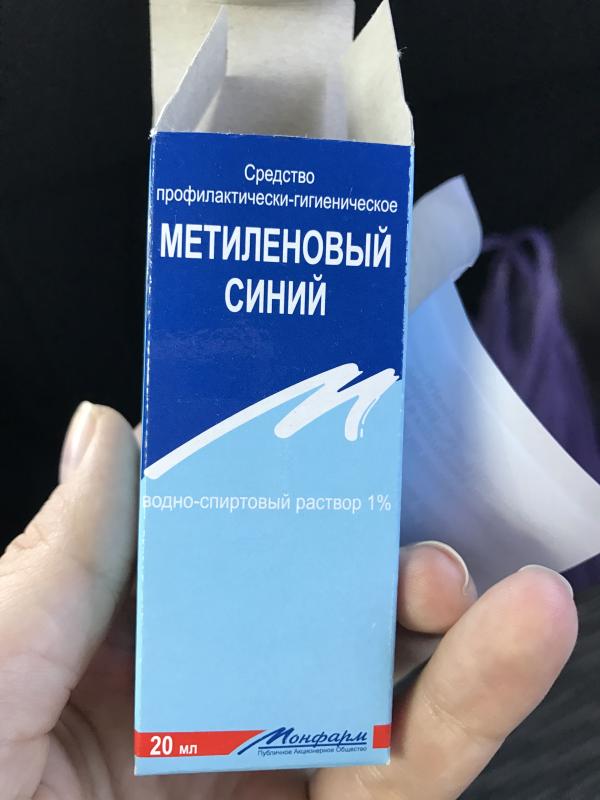 Средство
профилактически-гигиеническое
МЕТИЛЕНОВЫЙ
СИНИЙ
водно-спиртовый раствор 1%
20 мл
Монфарм
Публичное Акционерное Общество